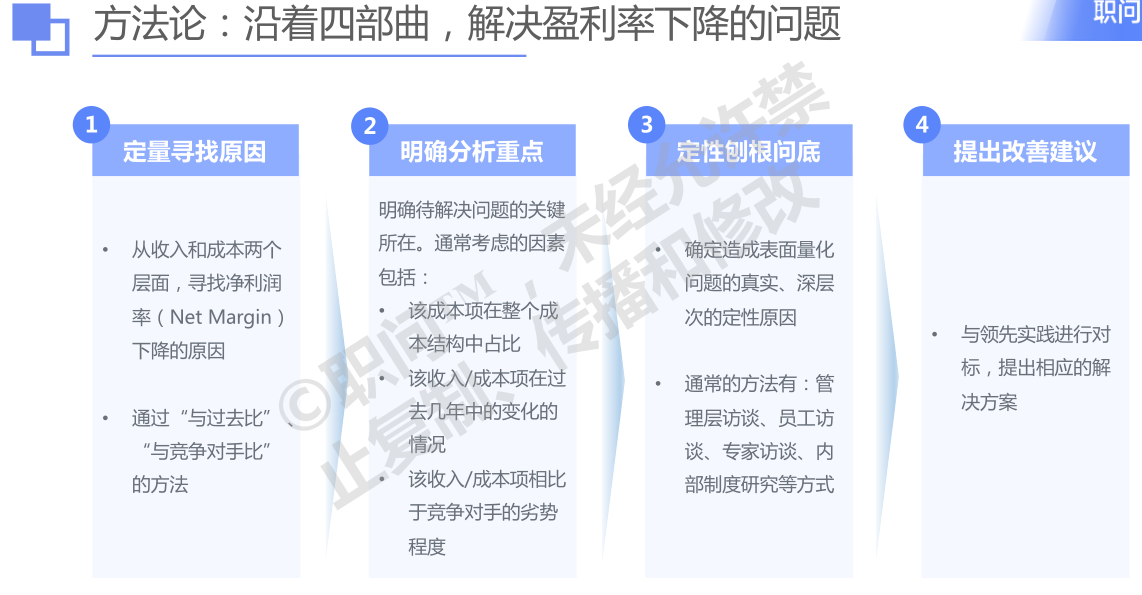 方法论：沿着四部曲，解决盈利率下降的问题
职问
1
定量寻找原因
• 从收入和成本两个
层面，寻找净利润
率（Net Margin）
下降的原因
• 通过“与过去比”、
“与竞争对手比”
的方法
2
明确分析重点
明确待解决问题的关键
所在。通常考虑的因素
包括：
• 该成本项在整个成
本结构中占比
• 该收入/成本项在过
去几年中的变化的
情况
• 该收入/成本项相比
于竞争对手的劣势
程度
3
定性刨根问底
• 确定造成表面量化
问题的真实、深层
次的定性原因
• 通常的方法有：管
理层访谈、员工访
谈、专家访谈、内
部制度研究等方式
4
提出改善建议
• 与领先实践进行对
标，提出相应的解
决方案
©职问™，未经允许禁
止复制、传播和修改